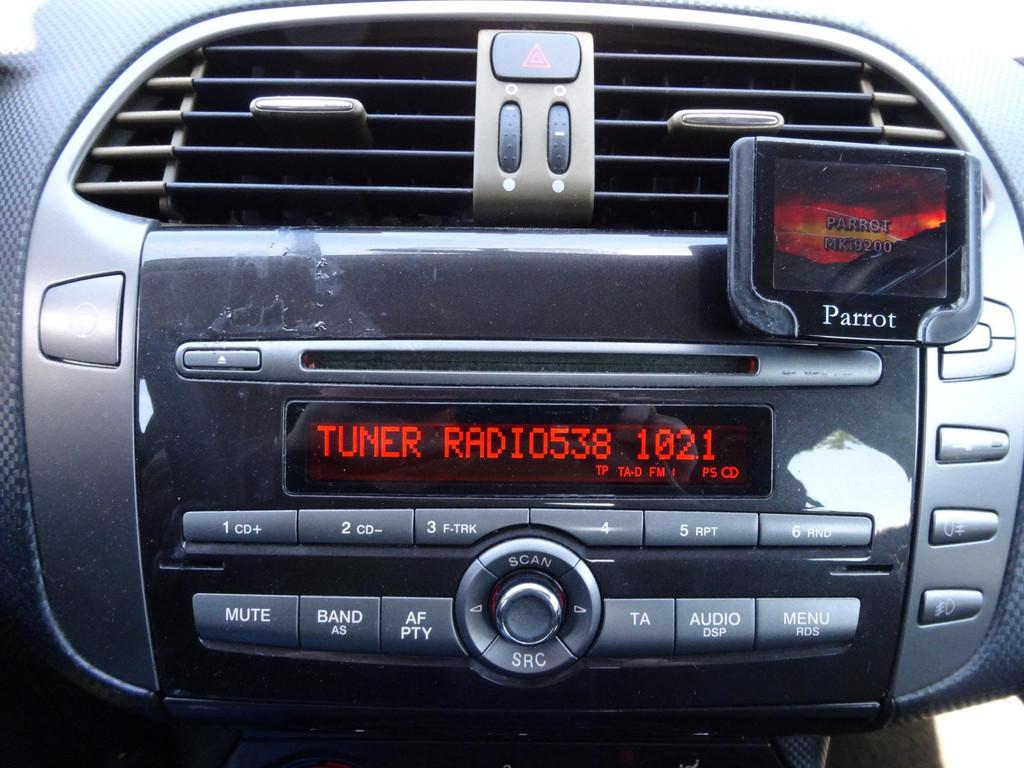 PARROT
MKi9200
Parrot
TUNER RADIO538 1021
TP TA-D FM I PS
1 CD+
2 CD-
3 F-TRK
4
5 RPT
6 RND
SCAN
MUTE
BAND
AS
AF
PTY
SRC
TA
AUDIO
DSP
MENU
RDS